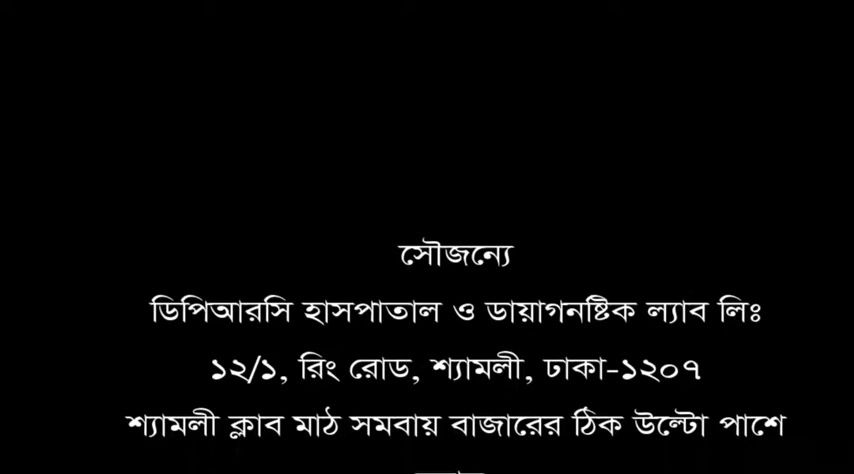 সৌজন্যে
ডিপিআরসি হাসপাতাল ও ডায়াগনষ্টিক ল্যাব লিঃ
১২/১, রিং রোড, শ্যামলী, ঢাকা-১২০৭
শ্যামলী ক্লাব মাঠ সমবায় বাজারের ঠিক উল্টো পাশে